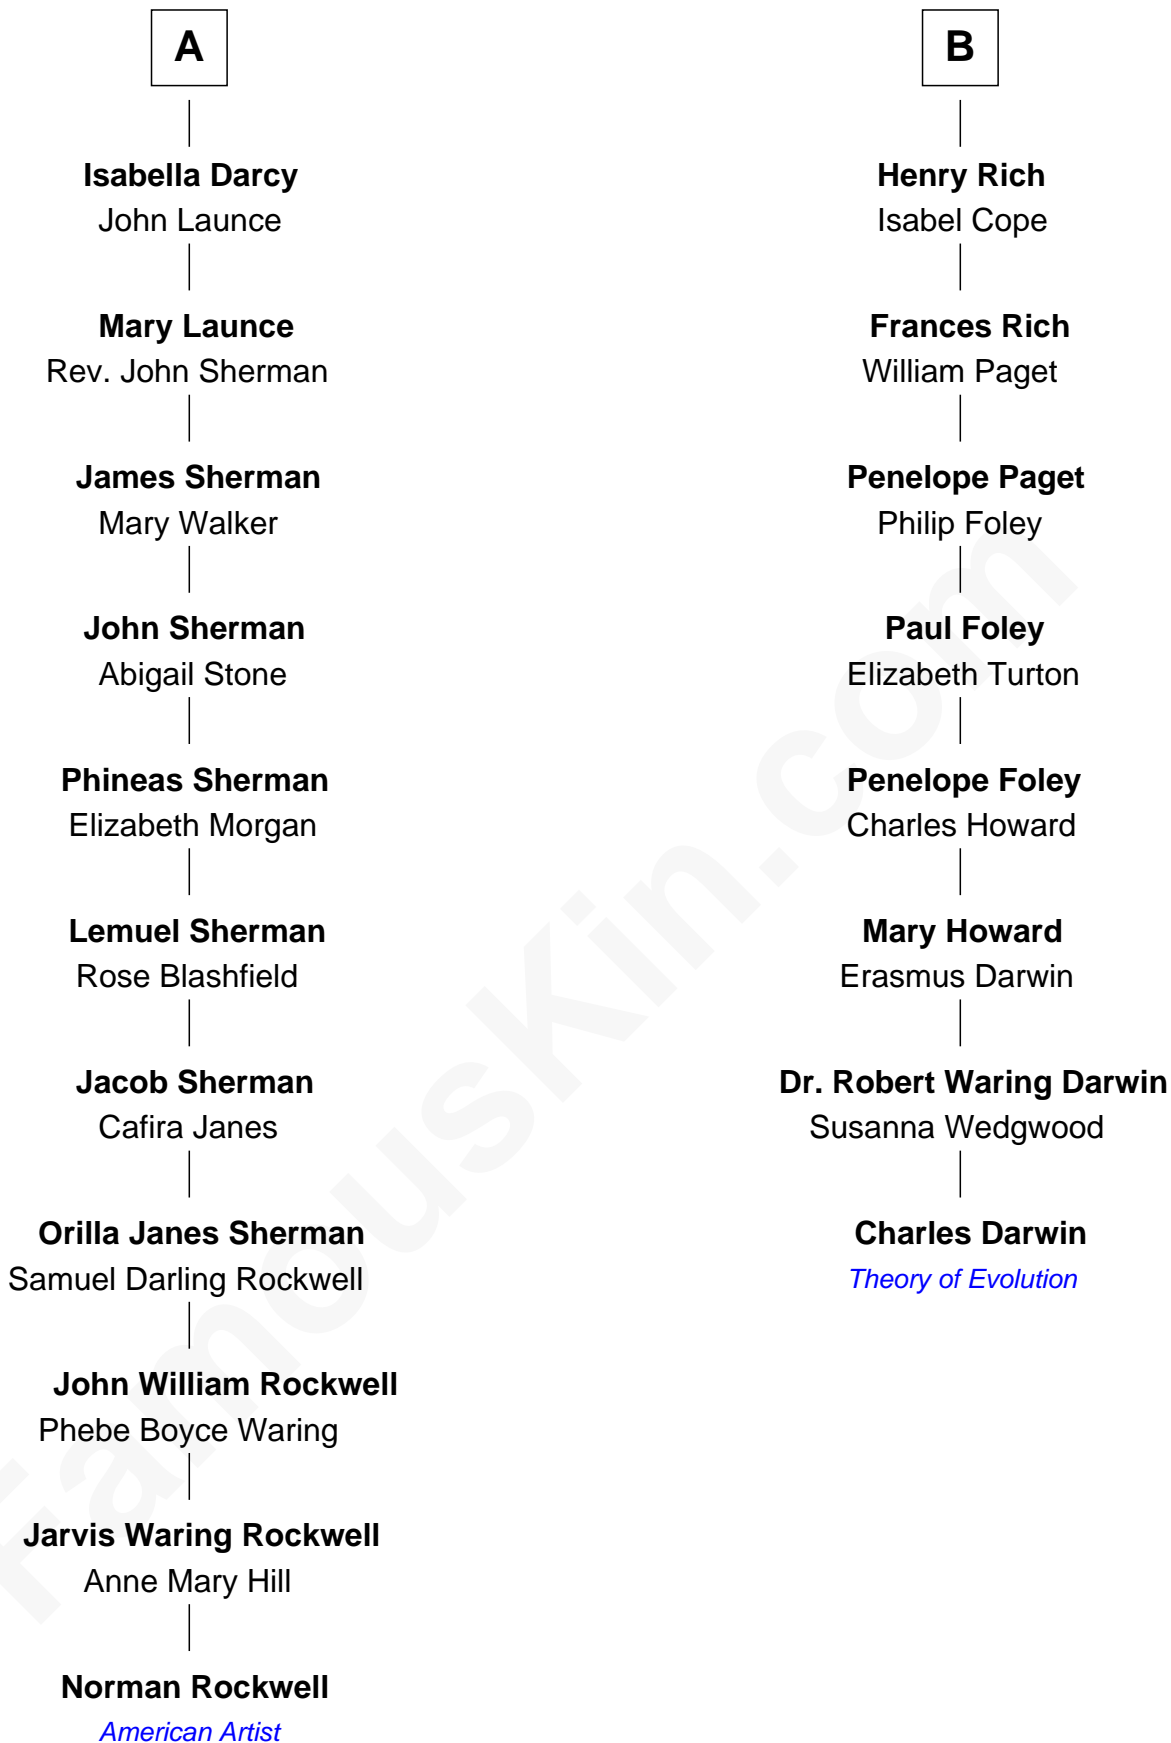 A
Isabella Darcy
John Launce
Mary Launce
Rev. John Sherman
James Sherman
Mary Walker
John Sherman
Abigail Stone
Phineas Sherman
Elizabeth Morgan
Lemuel Sherman
Rose Blashfield
Jacob Sherman
Cafira Janes
Orilla Janes Sherman
Samuel Darling Rockwell
John William Rockwell
Phebe Boyce Waring
Jarvis Waring Rockwell
Anne Mary Hill
Norman Rockwell
American Artist
B
Henry Rich
Isabel Cope
Frances Rich
William Paget
Penelope Paget
Philip Foley
Paul Foley
Elizabeth Turton
Penelope Foley
Charles Howard
Mary Howard
Erasmus Darwin
Dr. Robert Waring Darwin
Susanna Wedgwood
Charles Darwin
Theory of Evolution
FamousKin.com